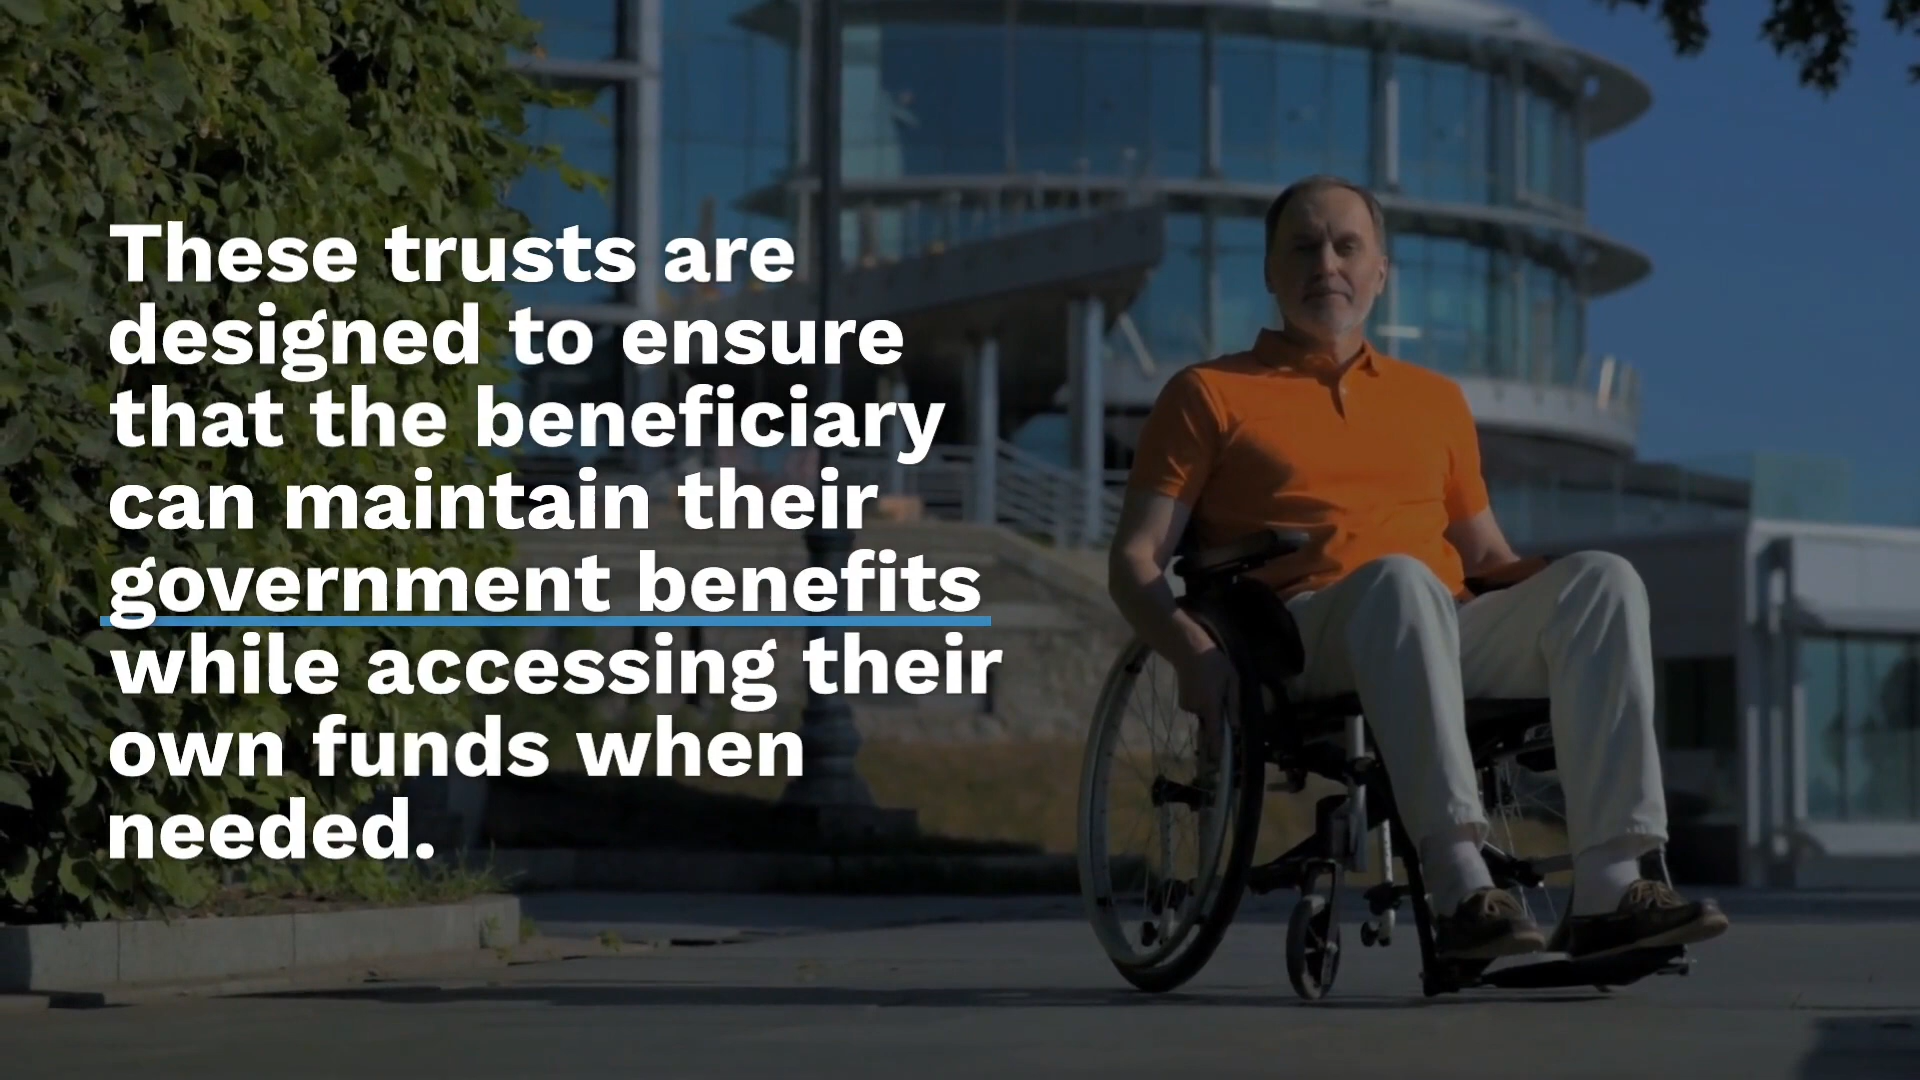 These trusts are
designed to ensure
that the beneficiary
can maintain their
government benefits
while accessing their
own funds when
needed.